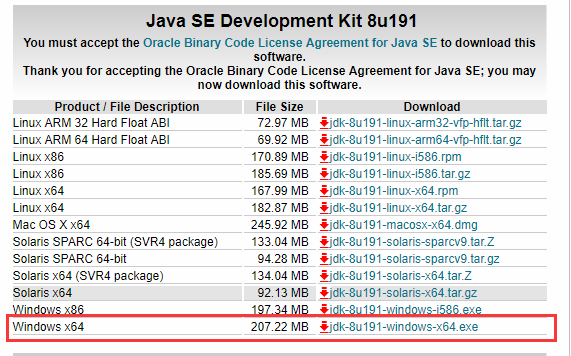 Java SE Development Kit 8u191
You must accept the Oracle Binary Code License Agreement for Java SE to download this
software.
Thank you for accepting the Oracle Binary Code License Agreement for Java SE; you may
now download this software.
Product / File Description File Size Download
Linux ARM 32 Hard Float ABI 72.97 MB jdk-8u191-linux-arm32-vfp-hflt.tar.gz
Linux ARM 64 Hard Float ABI 69.92 MB jdk-8u191-linux-arm64-vfp-hflt.tar.gz
Linux x86 170.89 MB jdk-8u191-linux-i586.rpm
Linux x86 185.69 MB jdk-8u191-linux-i586.tar.gz
Linux x64 167.99 MB jdk-8u191-linux-x64.rpm
Linux x64 182.87 MB jdk-8u191-linux-x64.tar.gz
Mac OS X x64 245.92 MB jdk-8u191-macosx-x64.dmg
Solaris SPARC 64-bit (SVR4 package) 133.04 MB jdk-8u191-solaris-sparcv9.tar.Z
Solaris SPARC 64-bit 94.28 MB jdk-8u191-solaris-sparcv9.tar.gz
Solaris x64 (SVR4 package) 134.04 MB jdk-8u191-solaris-x64.tar.Z
Solaris x64 92.13 MB jdk-8u191-solaris-x64.tar.gz
Windows x86 197.34 MB jdk-8u191-windows-i586.exe
Windows x64 207.22 MB jdk-8u191-windows-x64.exe